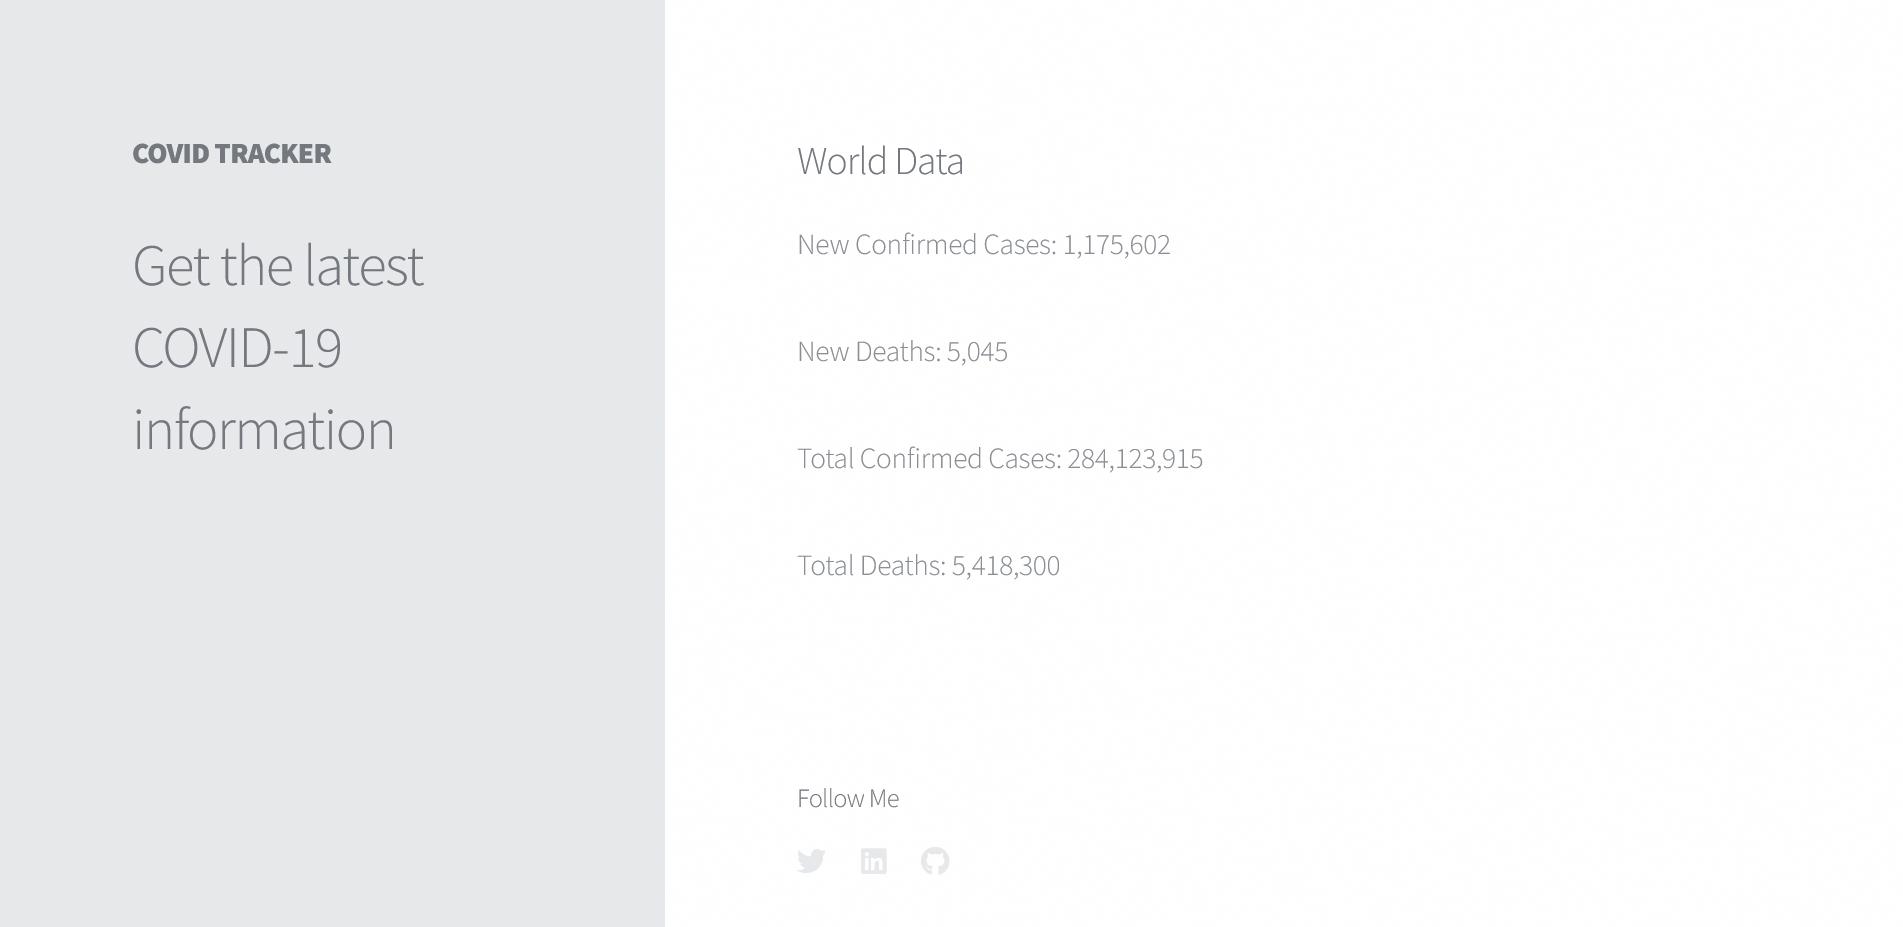 COVID TRACKER
Get the latest
COVID-19
information
World Data
New Confirmed Cases: 1,175,602
New Deaths: 5,045
Total Confirmed Cases: 284,123,915
Total Deaths: 5,418,300
Follow Me